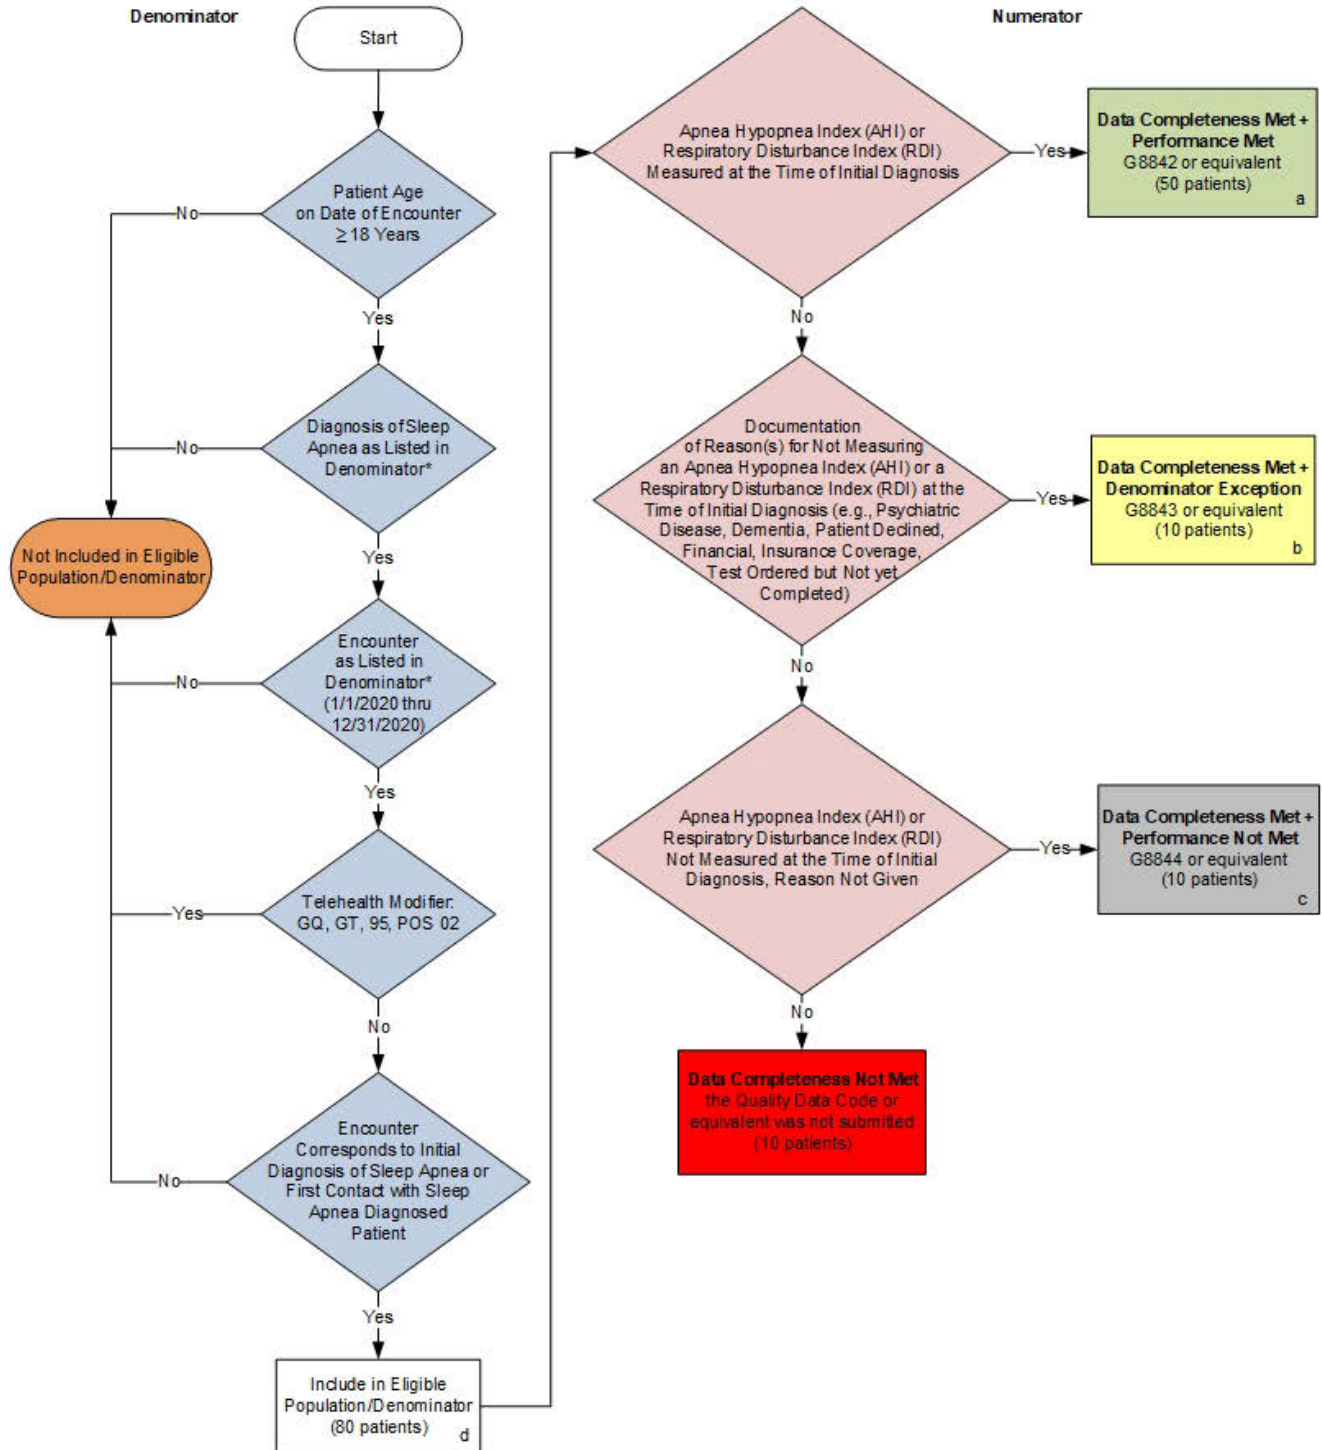 Denominator
Start
Patient Age
on Date of Encounter
≥ 18 Years
No
Yes
Diagnosis of Sleep
Apnea as Listed in
Denominator*
No
Not Included in Eligible
Population/Denominator
Yes
Encounter
as Listed in
Denominator*
(1/1/2020 thru
12/31/2020)
No
Yes
Telehealth Modifier:
GQ, GT, 95, POS 02
Yes
No
Encounter
Corresponds to Initial
Diagnosis of Sleep Apnea or
First Contact with Sleep
Apnea Diagnosed
Patient
No
Yes
Include in Eligible
Population/Denominator
(80 patients)
d
Numerator
Apnea Hypopnea Index (AHI) or
Respiratory Disturbance Index (RDI)
Measured at the Time of Initial Diagnosis
Yes
Data Completeness Met +
Performance Met
G8842 or equivalent
(50 patients)
a
No
Documentation
of Reason(s) for Not Measuring
an Apnea Hypopnea Index (AHI) or a
Respiratory Disturbance Index (RDI) at the
Time of Initial Diagnosis (e.g., Psychiatric
Disease, Dementia, Patient Declined,
Financial, Insurance Coverage,
Test Ordered but Not yet
Completed)
Yes
Data Completeness Met +
Denominator Exception
G8843 or equivalent
(10 patients)
b
No
Apnea Hypopnea Index (AHI) or
Respiratory Disturbance Index (RDI)
Not Measured at the Time of Initial
Diagnosis, Reason Not Given
Yes
Data Completeness Met +
Performance Not Met
G8844 or equivalent
(10 patients)
c
No
Data Completeness Not Met
the Quality Data Code or
equivalent was not submitted
(10 patients)